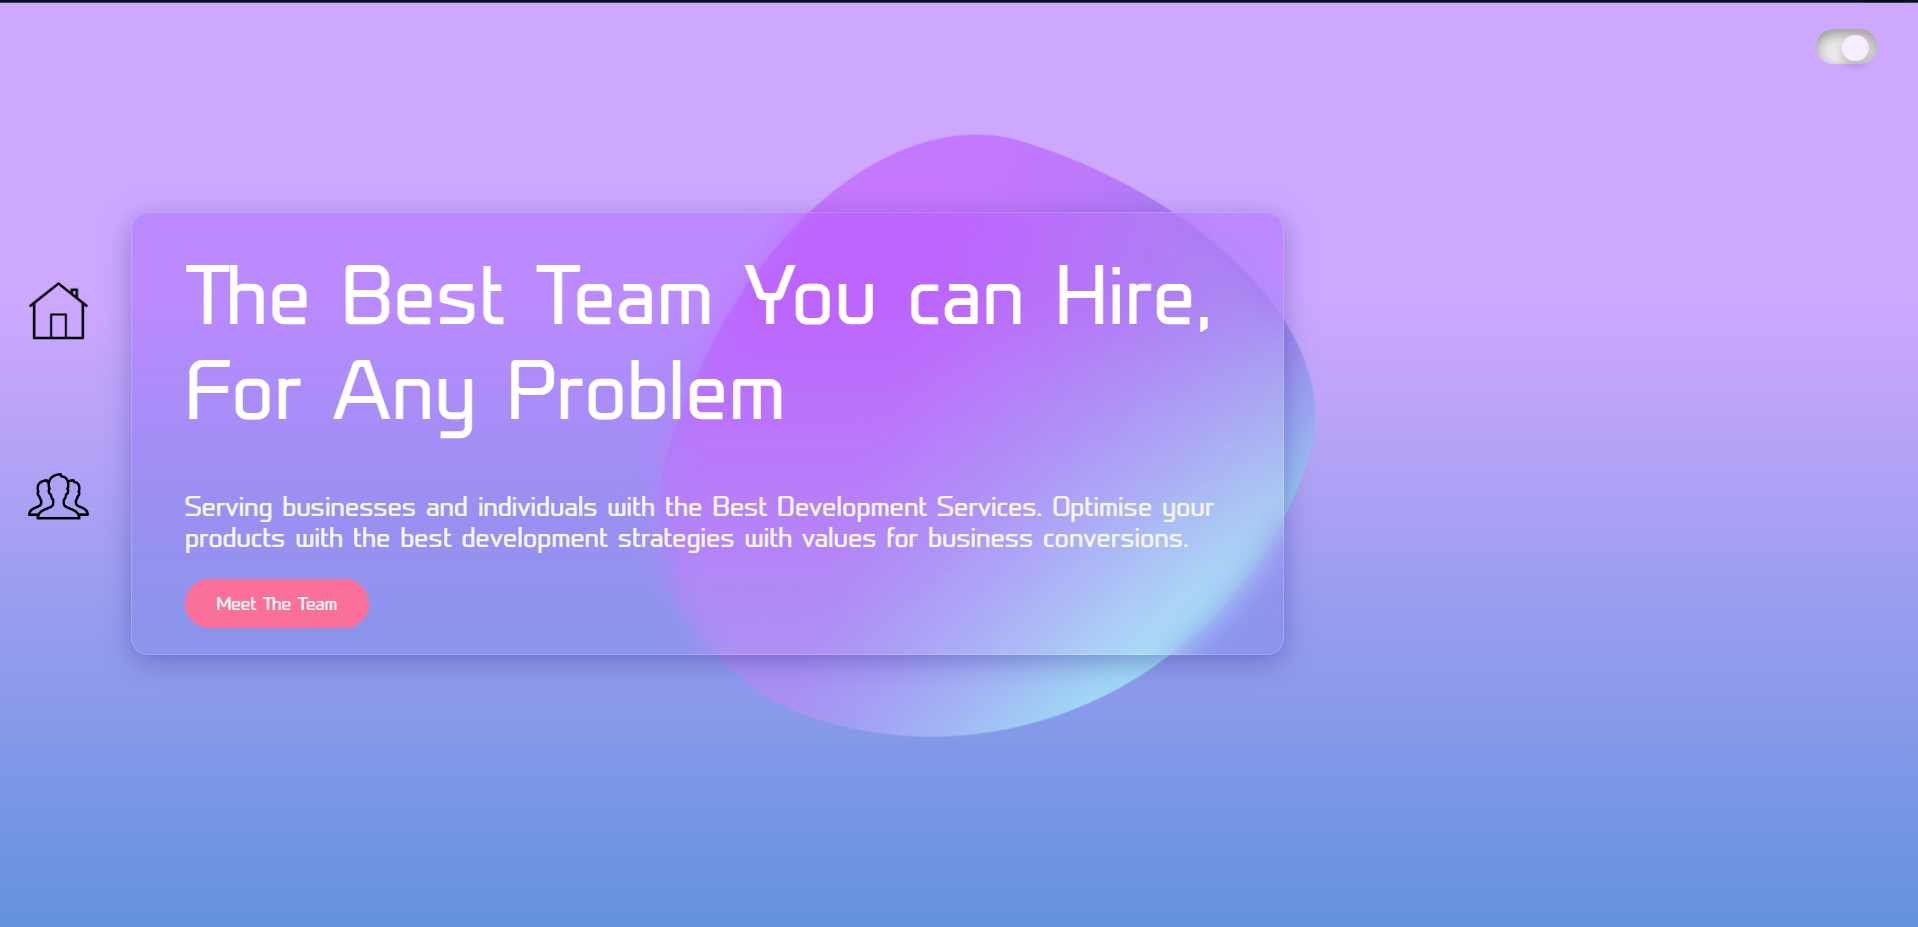 The Best Team You can Hire,
For Any Problem
Serving businesses and individuals with the Best Development Services. Optimise your
products with the best development strategies with values for business conversions.
Meet The Team